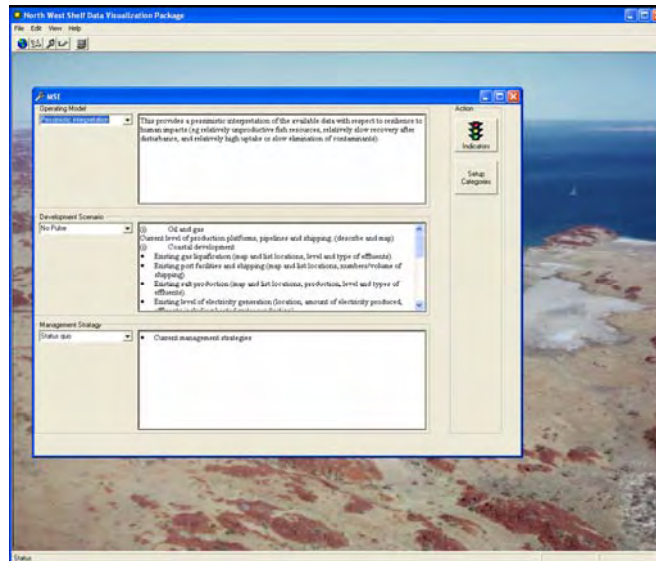 North West Shelf Data Visualization Package
File Edit View Help
MSE
Operating Model
Action
Pessimistic interpretation
This provides a pessimistic interpretation of the available data with respect to resilience to
human impacts (eg relatively unproductive fish resources, relatively slow recovery after
disturbance, and relatively high uptake or slow elimination of contaminants).
Indicators
Setup
Categories
Development Scenario
No Pulse
Oil and gas
Current level of production platforms, pipelines and shipping, (describe and map)
Coastal development
• Existing gas liquification (map and list locations, level and type of effluents).
• Existing port facilities and shipping (map and list locations, numbers/volume of
shipping)
• Existing salt production (map and list locations, production, level and types of
effluents)
• Existing level of electricity generation (location, amount of electricity produced,
Management Strategy
Status quo
• Current management strategies
Status